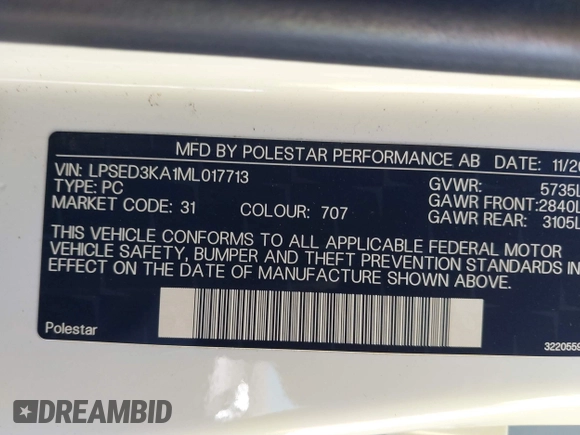 MFD BY POLESTAR PERFORMANCE AB DATE: 11/20
VIN: LPSED3KA1ML017713
TYPE: PC
MARKET CODE: 31 COLOUR: 707
GVWR: 5735L
GAWR FRONT:2840L
GAWR REAR: 3105L
THIS VEHICLE CONFORMS TO ALL APPLICABLE FEDERAL MOTOR
VEHICLE SAFETY, BUMPER AND THEFT PREVENTION STANDARDS IN
EFFECT ON THE DATE OF MANUFACTURE SHOWN ABOVE.
Polestar
3220559
DREAMBID